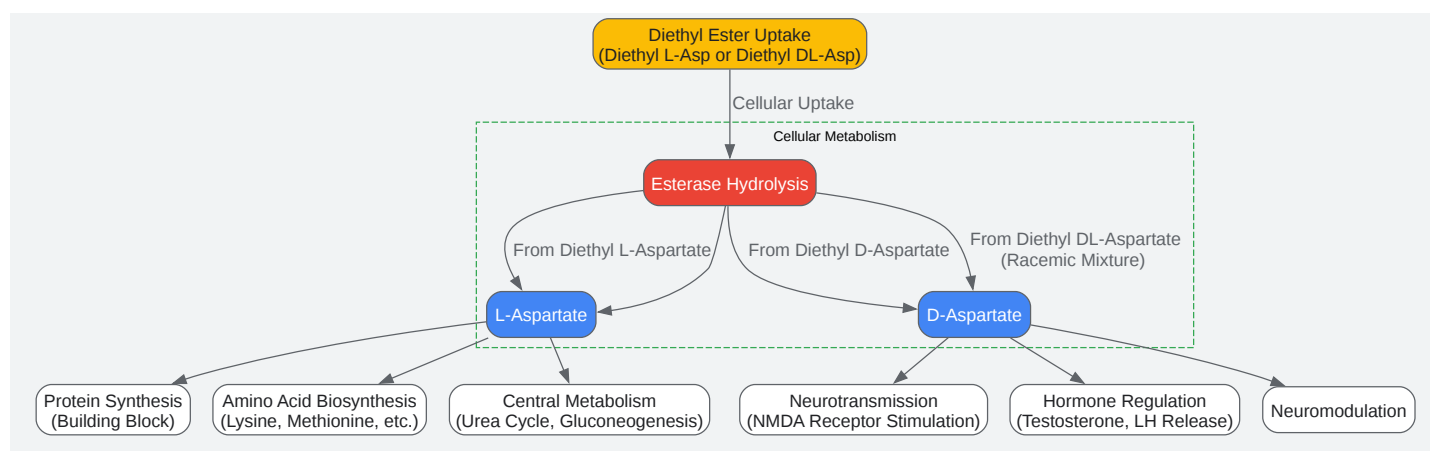 Diethyl Ester Uptake
(Diethyl L-Asp or Diethyl DL-Asp)
Cellular Uptake
Cellular Metabolism
Esterase Hydrolysis
From Diethyl L-Aspartate
From Diethyl D-Aspartate
From Diethyl DL-Aspartate
(Racemic Mixture)
L-Aspartate
D-Aspartate
Protein Synthesis
(Building Block)
Amino Acid Biosynthesis
(Lysine, Methionine, etc.)
Central Metabolism
(Urea Cycle, Gluconeogenesis)
Neurotransmission
(NMDA Receptor Stimulation)
Hormone Regulation
(Testosterone, LH Release)
Neuromodulation